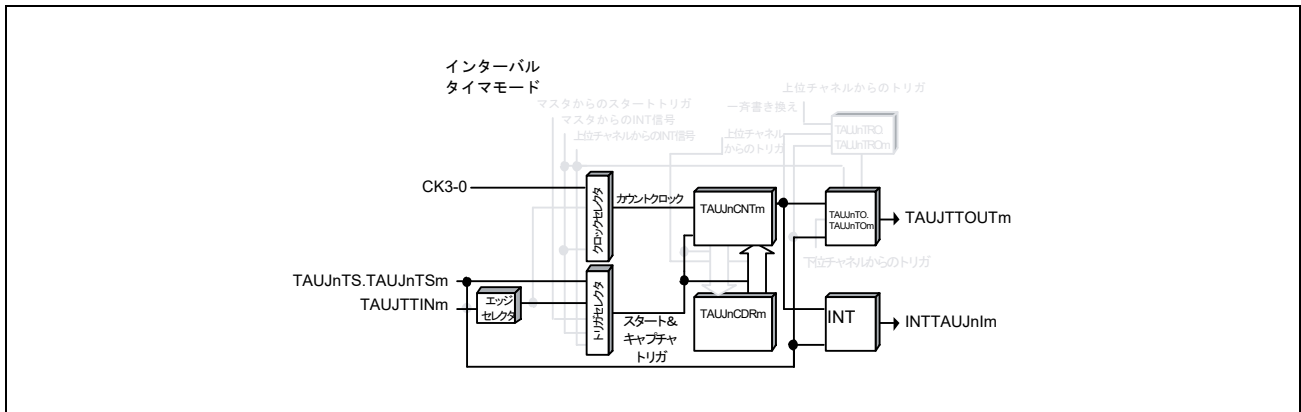 インターバル
タイマモード
上位チャネルからのトリガ
マスタからのスタートトリガ
一斉書き換え
マスタからのINT信号
上位チャネルからのINT信号
上位チャネル
からのトリガ
TAUJnTRO.
TAUJnTROm
CK3-0
クロックセレクタ
カウントクロック
TAUJnCNTm
TAUJnTO.
TAUJnTOm
TAUJTTOUTm
下位チャネルからのトリガ
TAUJnTS.TAUJnTSm
TAUJTTINm
エッジ
セレクタ
トリガセレクタ
スタート&
キャプチャ
トリガ
TAUJnCDRm
INT
INTTAUJnIm